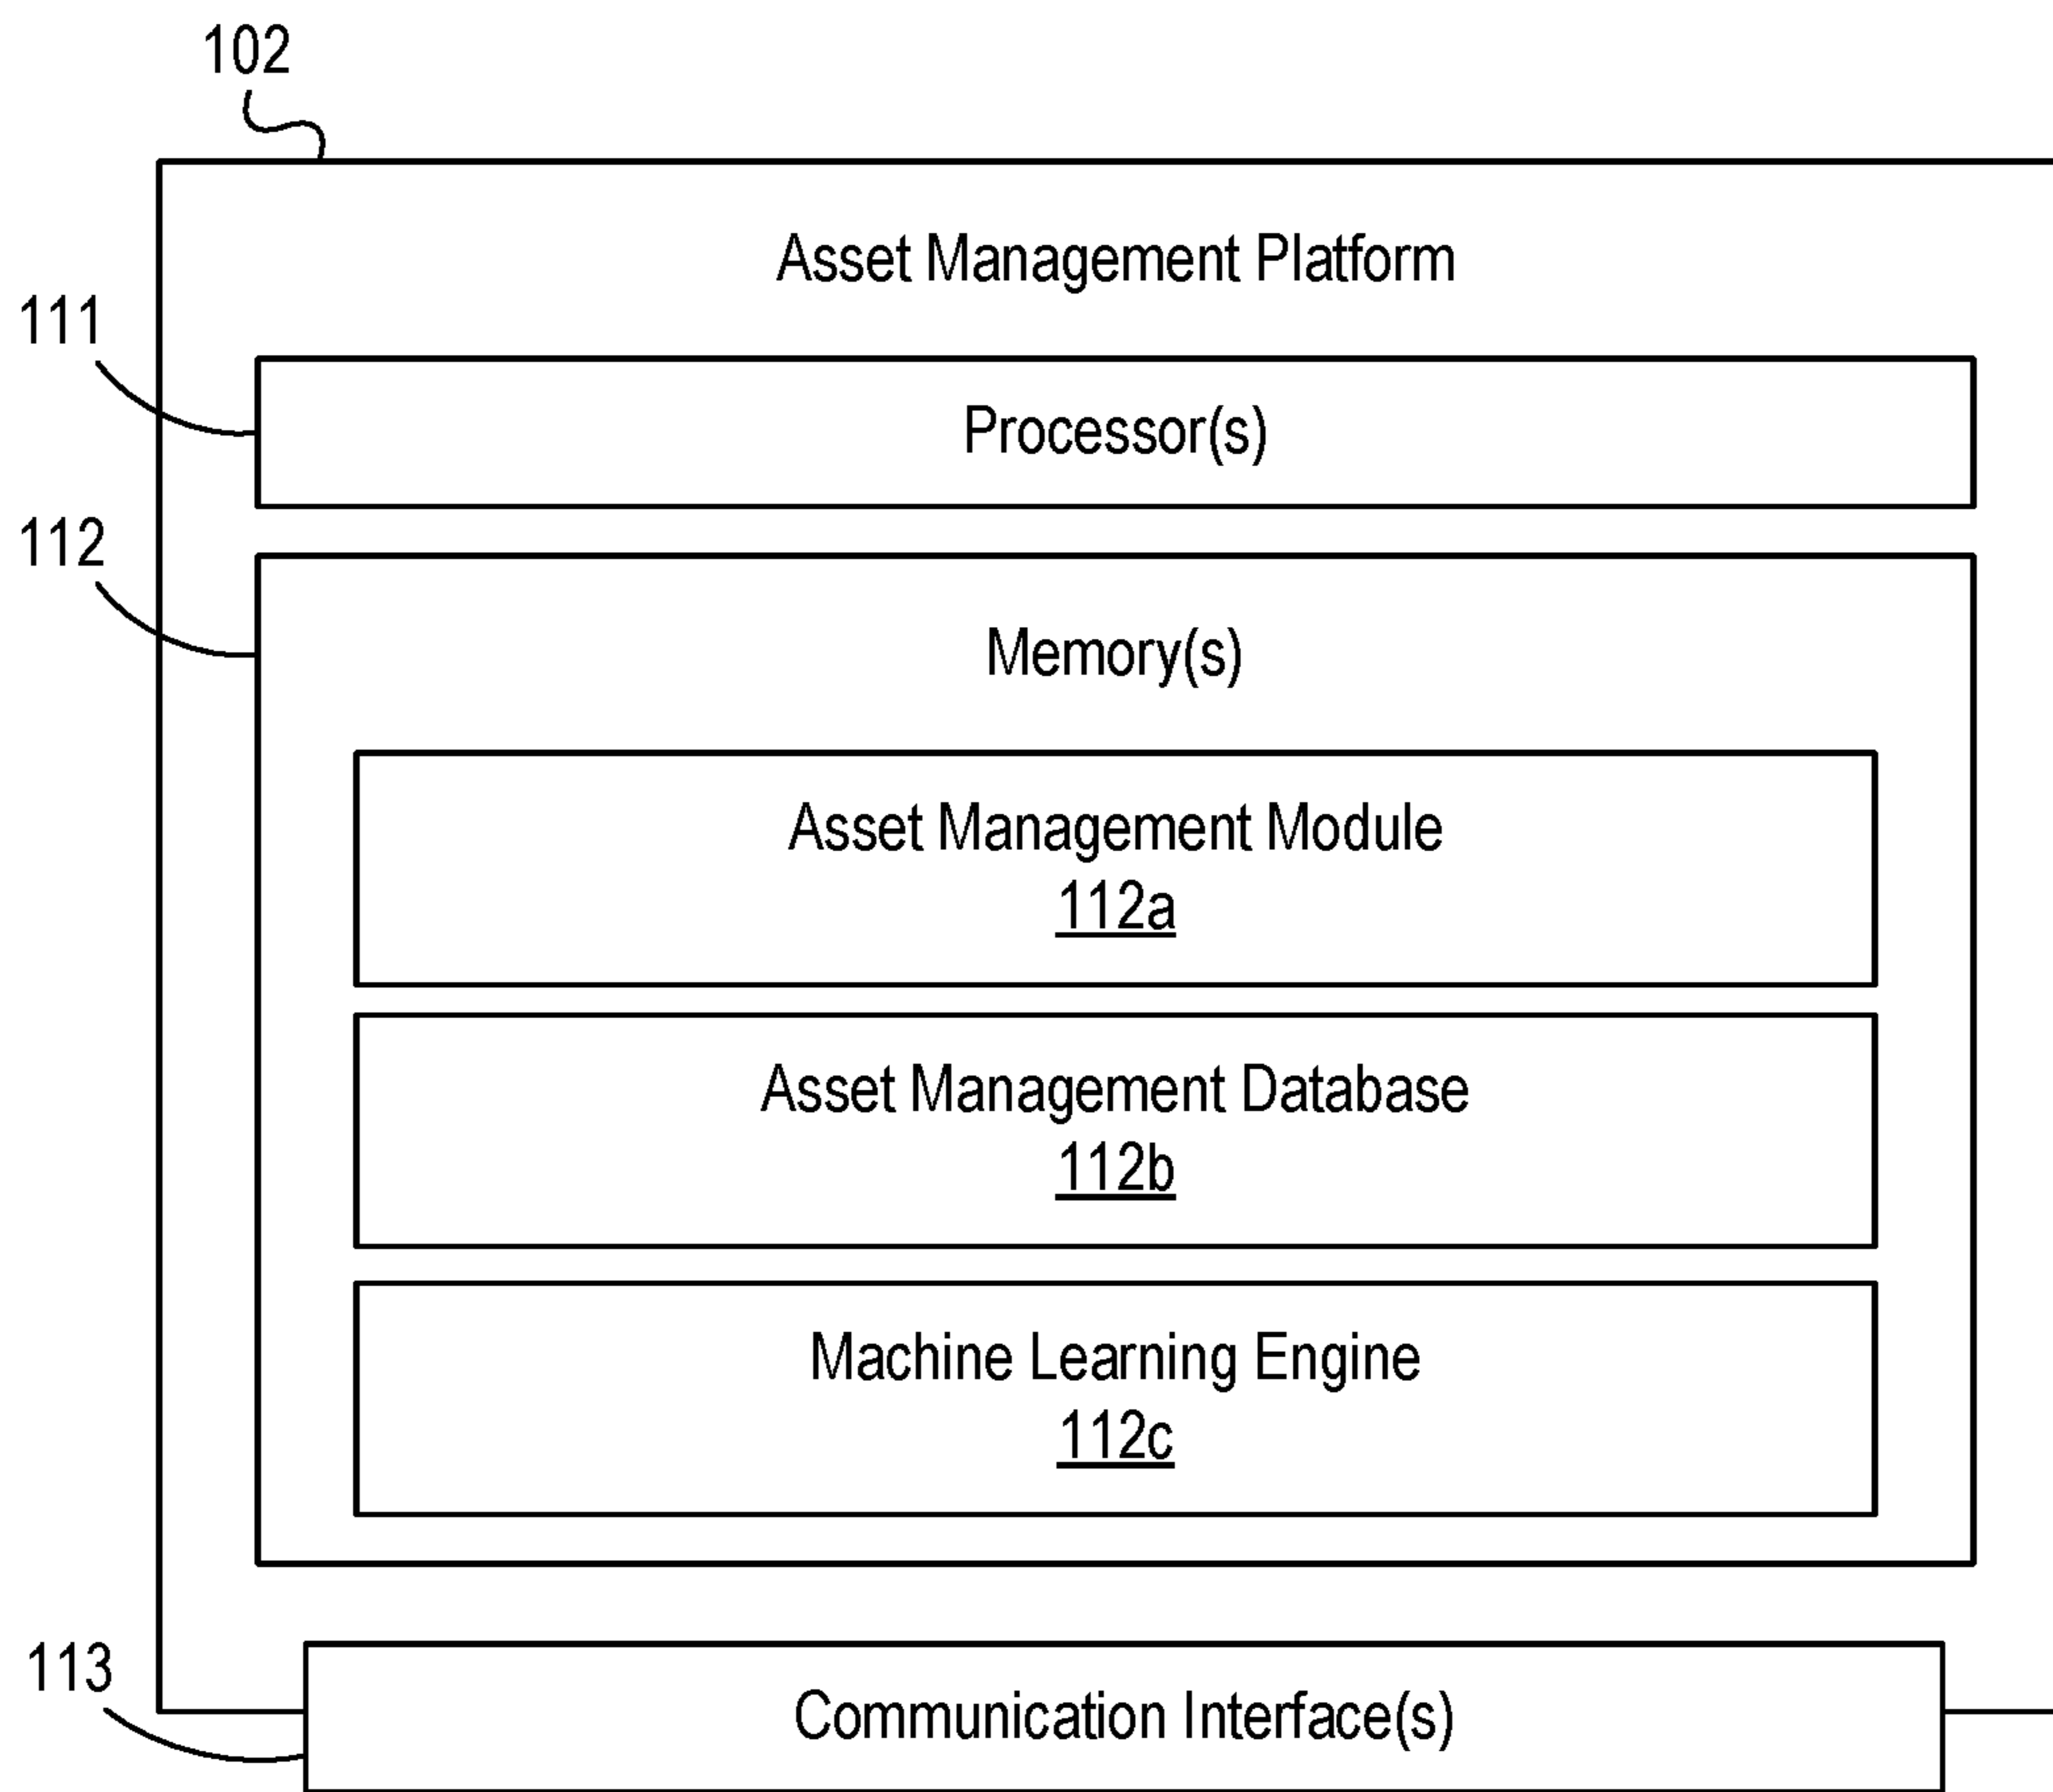 102
Asset Management Platform
111
Processor(s)
112
Memory(s)
Asset Management Module
112a
Asset Management Database
112b
Machine Learning Engine
112c
113
Communication Interface(s)